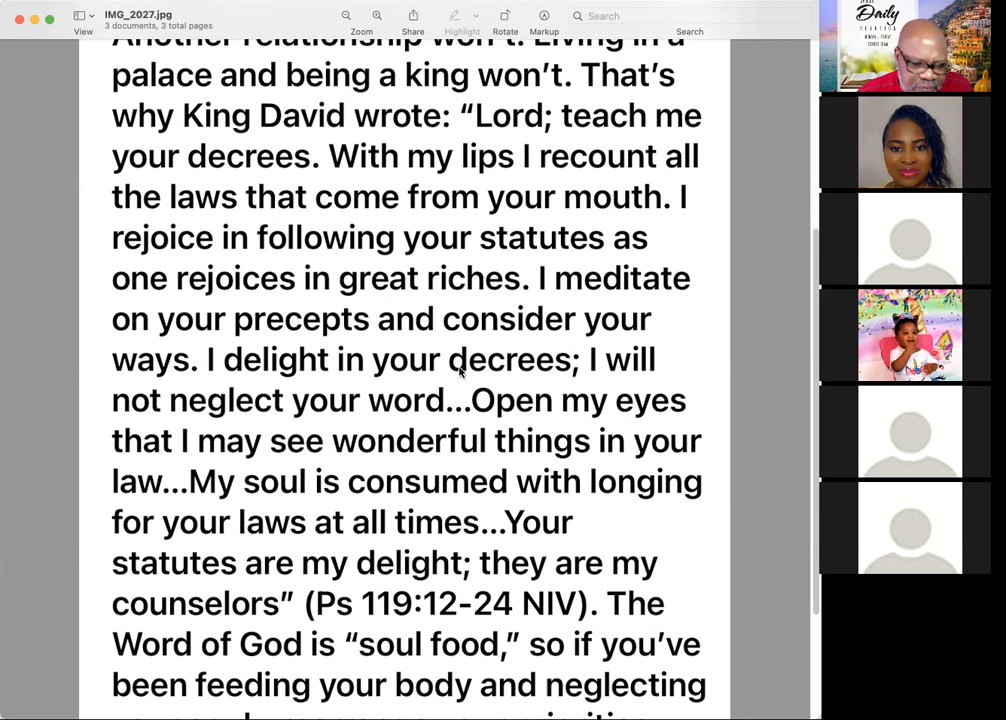 IMG_2027.jpg
3 documents, 3 total pages
View
Zoom
Share
Highlight
Rotate
Markup
Search
Search
Another relationship won't. Living in a
palace and being a king won't. That's
why King David wrote: “Lord; teach me
your decrees. With my lips I recount all
the laws that come from your mouth. I
rejoice in following your statutes as
one rejoices in great riches. I meditate
on your precepts and consider your
ways. I delight in your decrees; I will
not neglect your word...Open my eyes
that I may see wonderful things in your
law...My soul is consumed with longing
for your laws at all times...Your
statutes are my delight; they are my
counselors” (Ps 119:12-24 NIV). The
Word of God is “soul food,” so if you've
been feeding your body and neglecting
Daily